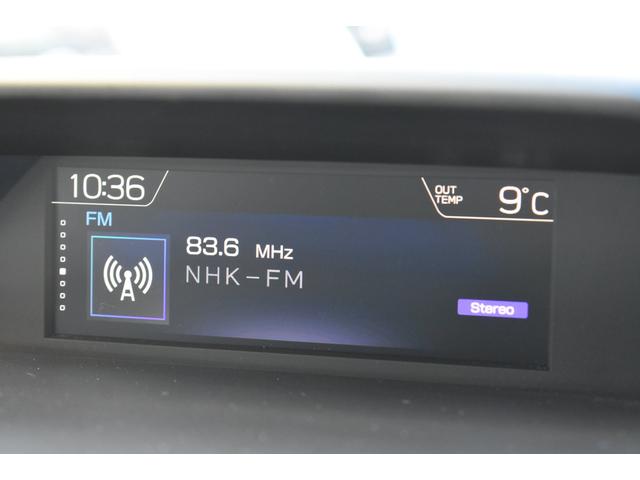 10:36
OUT TEMP 9°C
FM
83.6 MHz
NHK-FM
Stereo